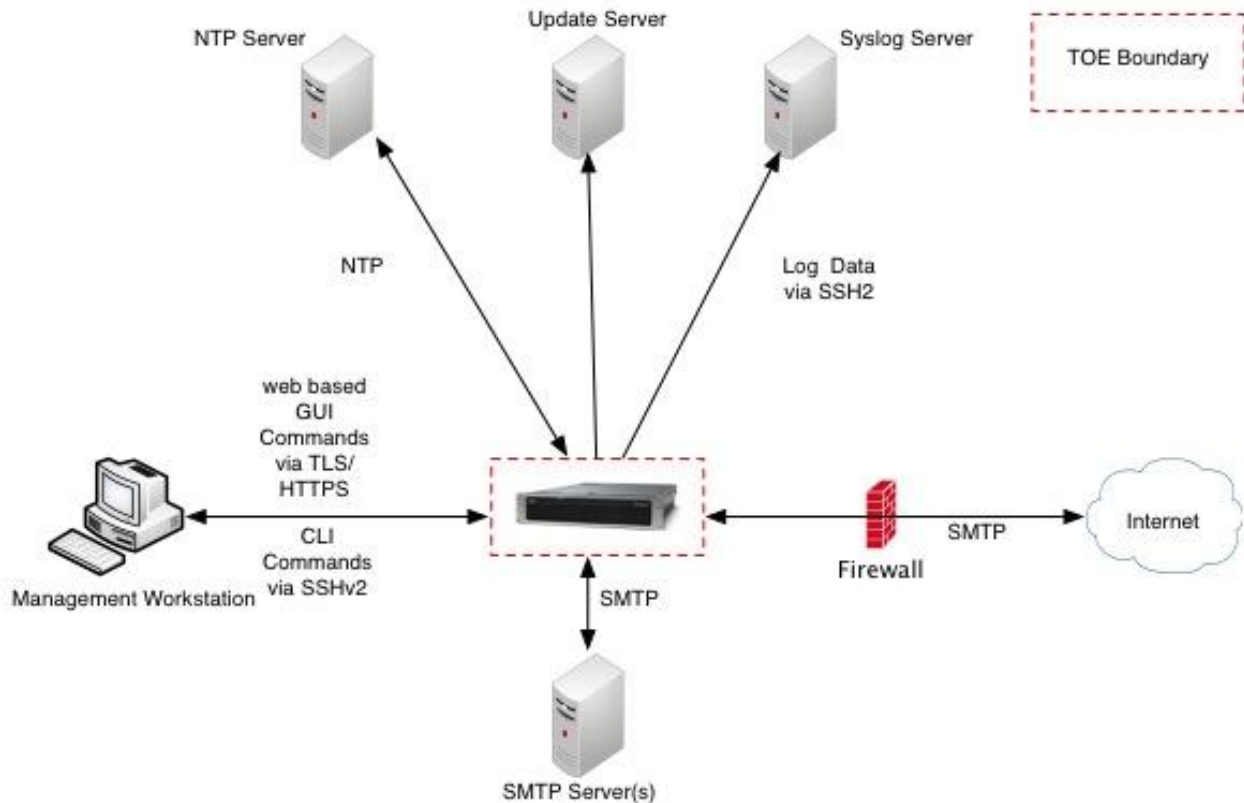 NTP Server
Update Server
Syslog Server
TOE Boundary
NTP
Log Data
via SSH2
web based
GUI
Commands
via TLS/
HTTPS
CLI
Commands
via SSHv2
Management Workstation
SMTP
Firewall
SMTP
Internet
SMTP Server(s)